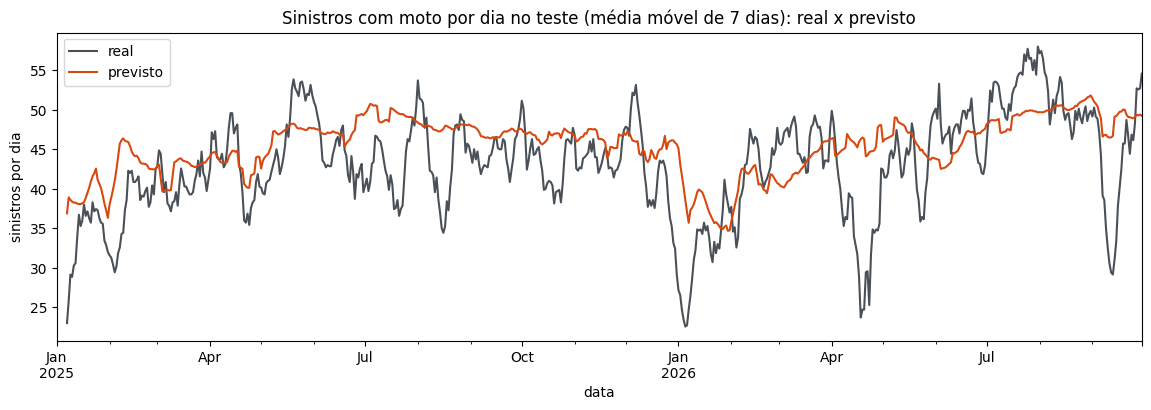 Sinistros com moto por dia no teste (média móvel de 7 dias): real x previsto
real
previsto
sinistros por dia
55
50
45
40
35
30
25
Jan
2025
Apr
Jul
Oct
Jan
2026
Apr
Jul
data